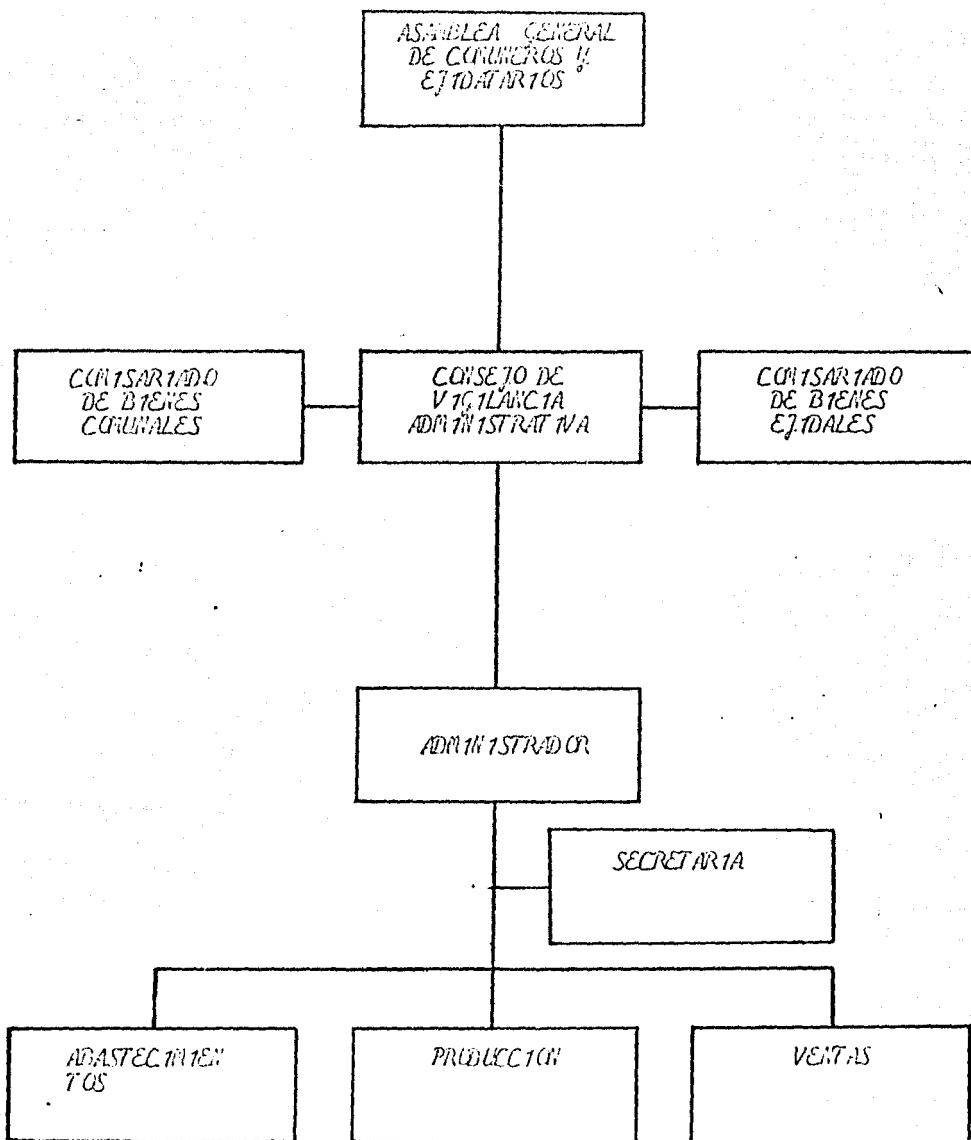 ASAMBLEA GENERAL
DE COMUNEROS Y
EJIDATARIOS
COMISARIADO
DE BIENES
COMUNALES
CONSEJO DE
VIGILANCIA
ADMINISTRATIVA
COMISARIADO
DE BIENES
EJIDALES
ADMINISTRADOR
SECRETARIA
ABASTECIMIEN
TOS
PRODUCCION
VENTAS